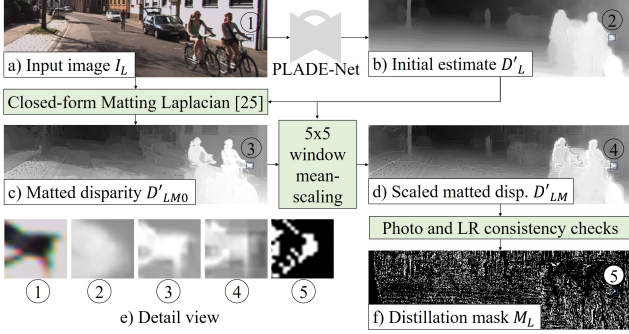 ①
②
a) Input image I_L
PLADE-Net
b) Initial estimate D'_L
Closed-form Matting Laplacian [25]
③
5x5
window
mean-
scaling
④
c) Matted disparity D'_LM0
d) Scaled matted disp. D'_LM
Photo and LR consistency checks
⑤
① ② ③ ④ ⑤
e) Detail view
f) Distillation mask M_L